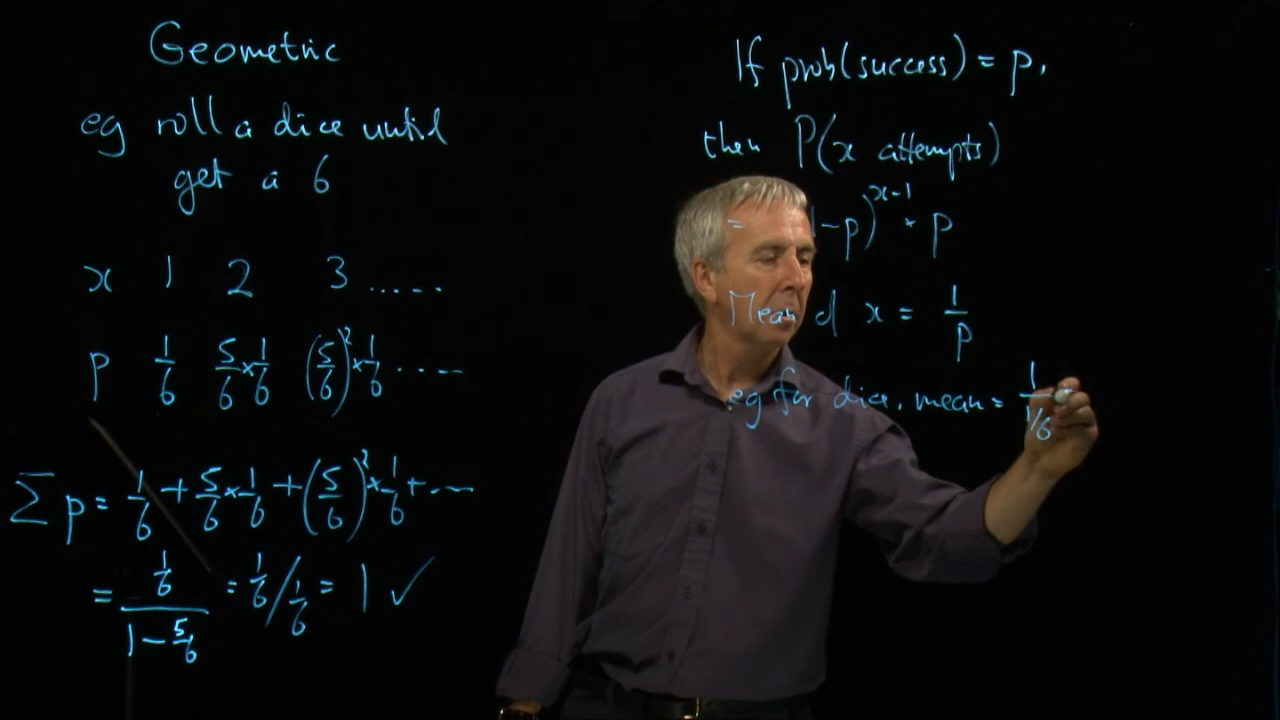 Geometric
eg roll a dice until
get a 6
x 1 2 3 .....
p 1/6 5/6 × 1/6 (5/6)² × 1/6 ....
Σ p = 1/6 + 5/6 × 1/6 + (5/6)² × 1/6 + ...
= 1/6 / (1 - 5/6) = 1/6 / 1/6 = 1 ✓
If prob(success) = p,
then P(x attempts)
= 1-p)^(x-1) · p
Mean of x = 1/p
eg for dice, mean = 1/(1/6)